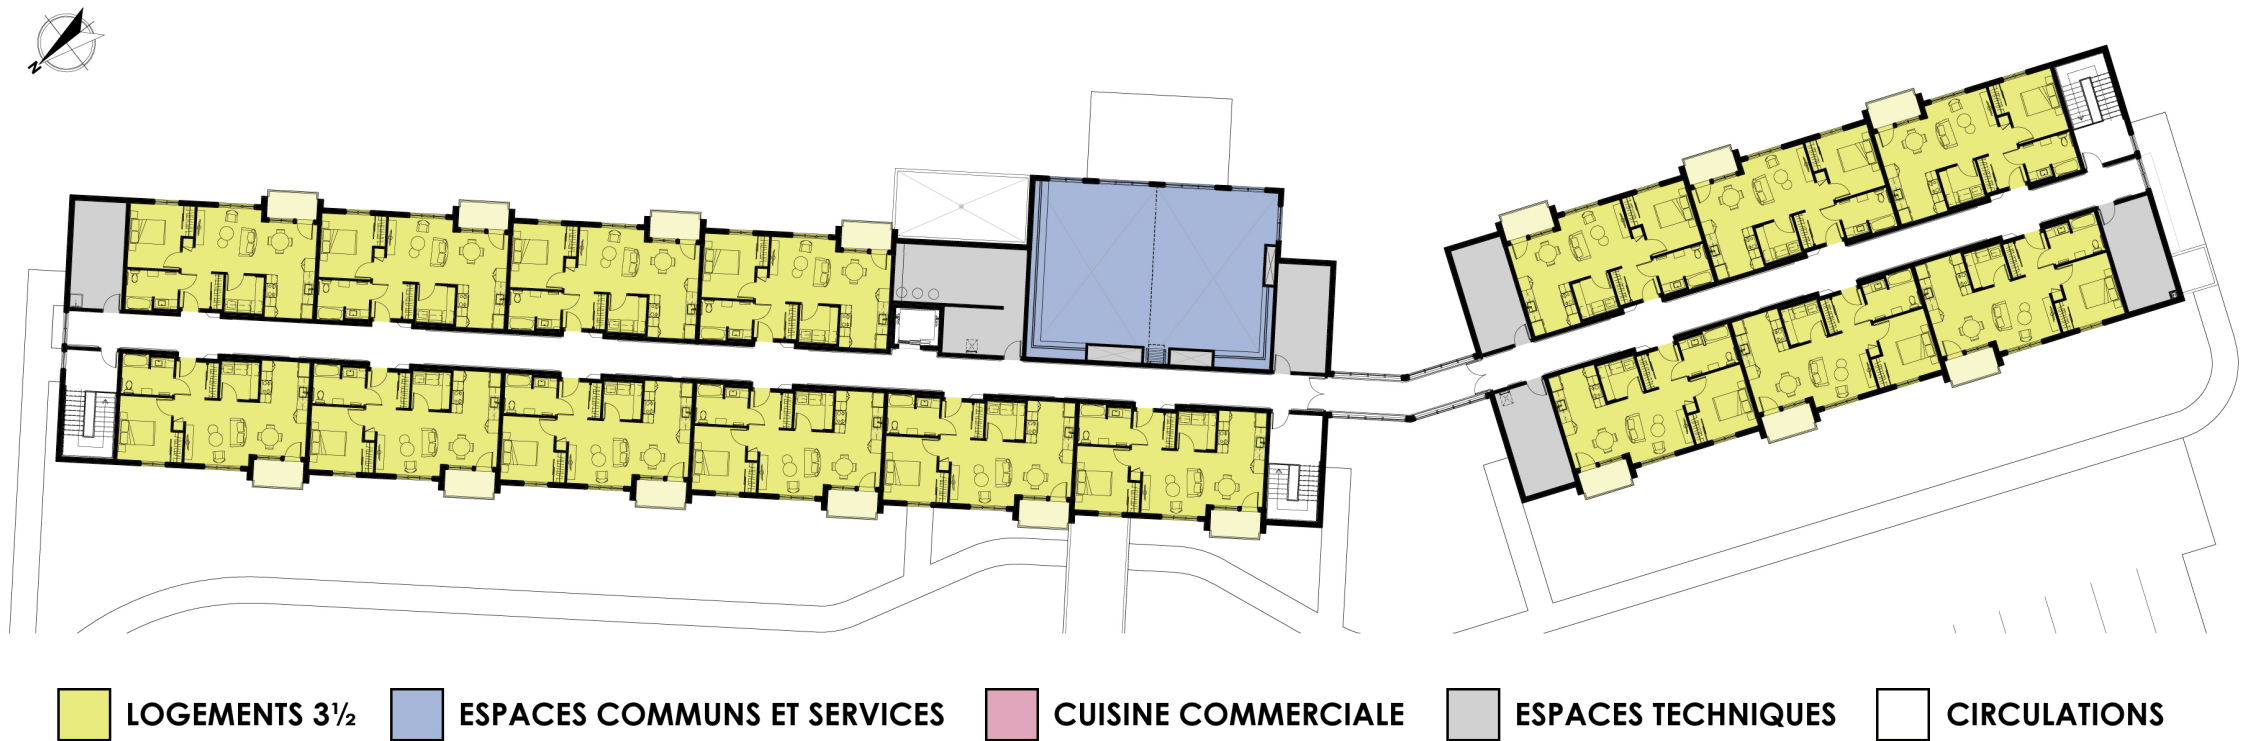 N
LOGEMENTS 3½
ESPACES COMMUNS ET SERVICES
CUISINE COMMERCIALE
ESPACES TECHNIQUES
CIRCULATIONS